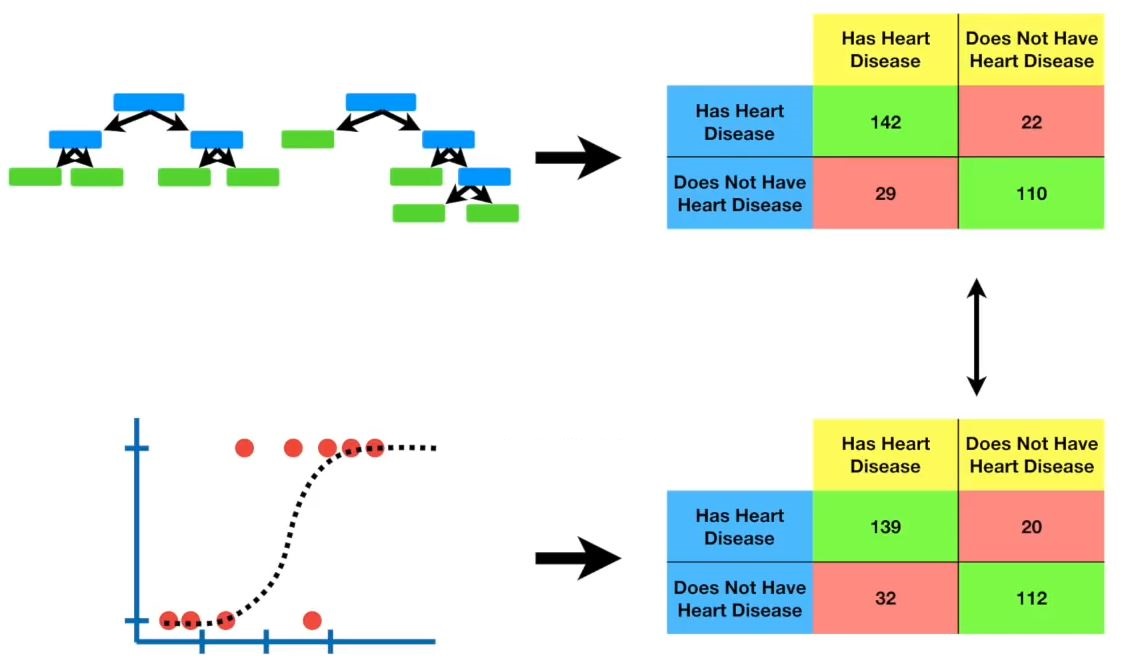 Has Heart
Disease
Does Not Have
Heart Disease
Has Heart
Disease
142
22
Does Not Have
Heart Disease
29
110
Has Heart
Disease
Does Not Have
Heart Disease
Has Heart
Disease
139
20
Does Not Have
Heart Disease
32
112